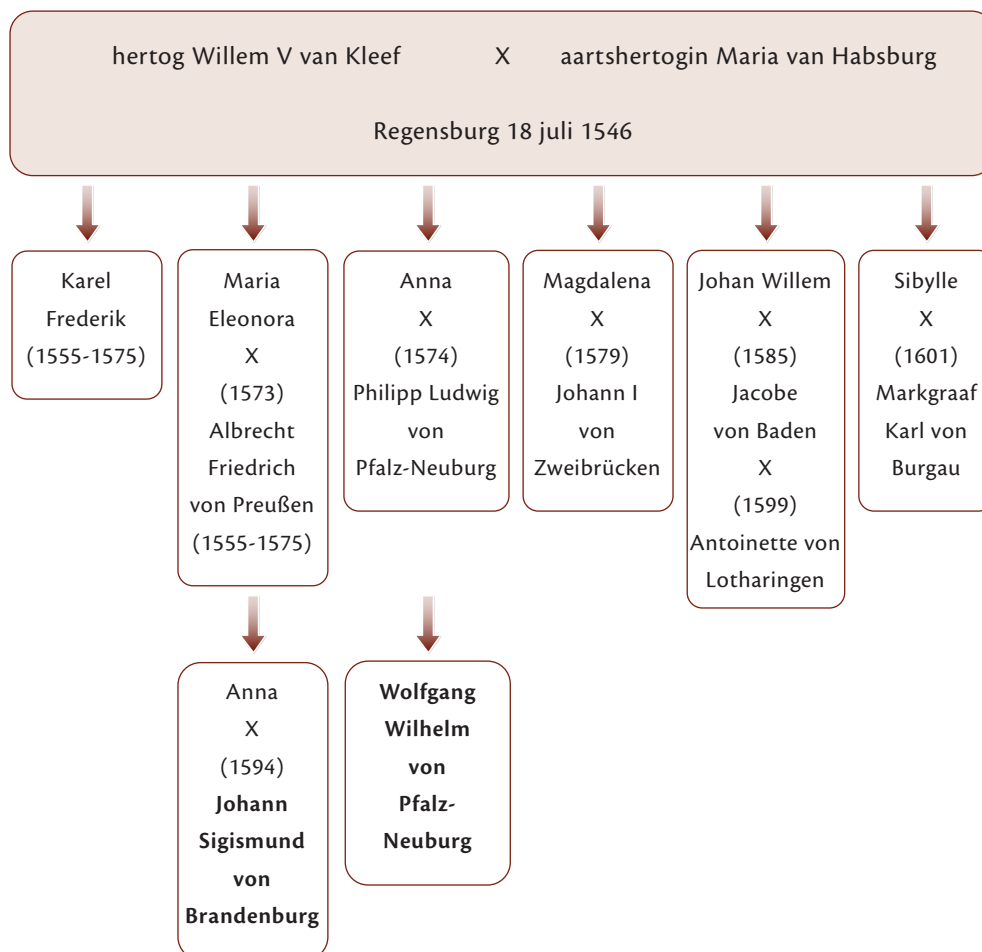 hertog Willem V van Kleef X aartshertogin Maria van Habsburg
Regensburg 18 juli 1546
Karel
Frederik
(1555-1575)
Maria
Eleonora
X
(1573)
Albrecht
Friedrich
von Preußen
(1555-1575)
Anna
X
(1574)
Philipp Ludwig
von
Pfalz-Neuburg
Magdalena
X
(1579)
Johann I
von
Zweibrücken
Johan Willem
X
(1585)
Jacobe
von Baden
X
(1599)
Antoinette von
Lotharingen
Sibylle
X
(1601)
Markgraaf
Karl von
Burgau
Anna
X
(1594)
Johann
Sigismund
von
Brandenburg
Wolfgang
Wilhelm
von
Pfalz-
Neuburg